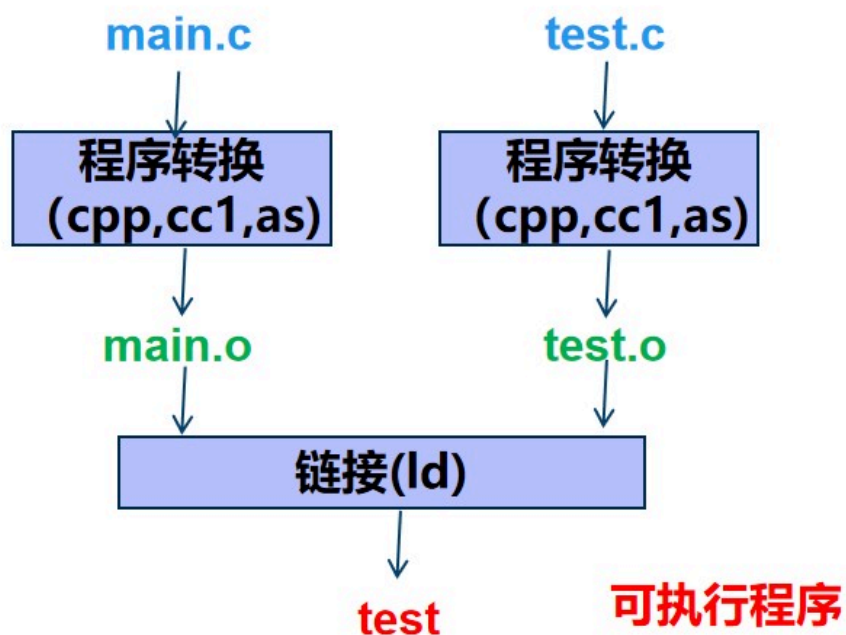 main.c
test.c
程序转换
(cpp,cc1,as)
程序转换
(cpp,cc1,as)
main.o
test.o
链接(ld)
test
可执行程序